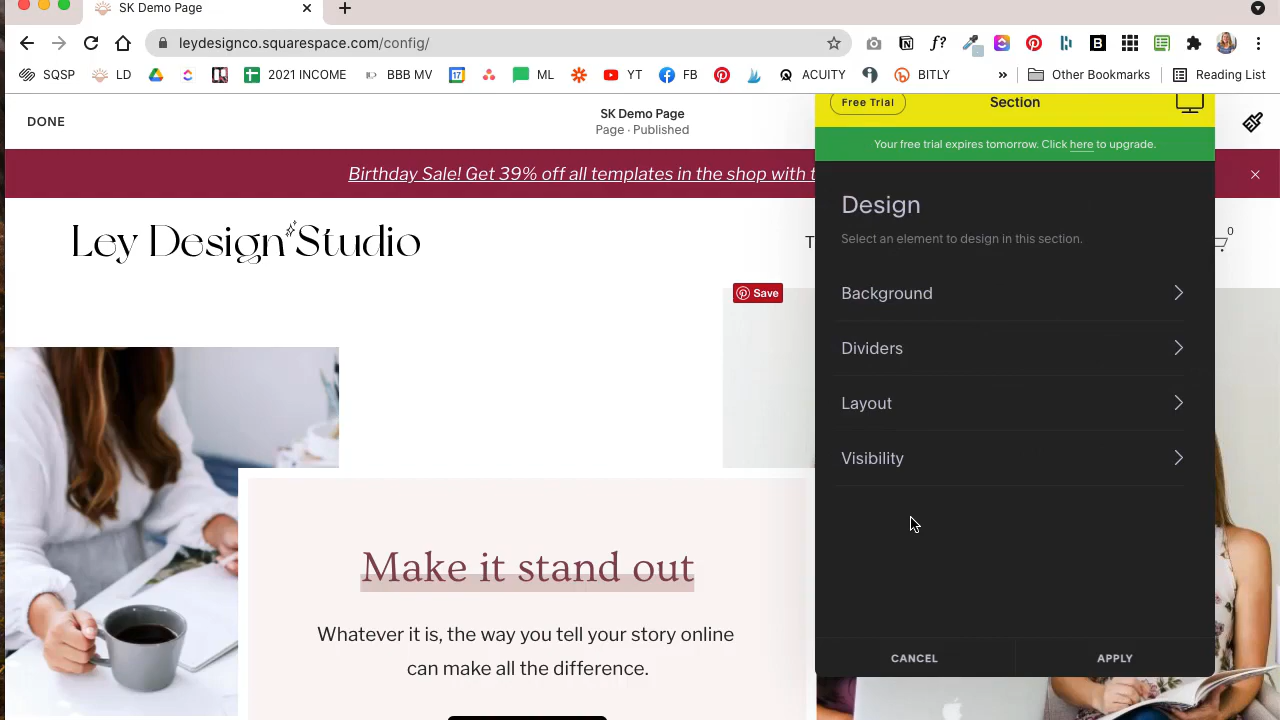 SK Demo Page
leydesignco.squarespace.com/config/
SQSP
LD
2021 INCOME
BBB MV
ML
YT
FB
ACUITY
BITLY
»
Other Bookmarks
Reading List
DONE
SK Demo Page
Page · Published
Free Trial
Section
Your free trial expires tomorrow. Click here to upgrade.
Birthday Sale! Get 39% off all templates in the shop with
Ley Design Studio
0
Save
Design
Select an element to design in this section.
Background
Dividers
Layout
Visibility
CANCEL
APPLY
Make it stand out
Whatever it is, the way you tell your story online
can make all the difference.